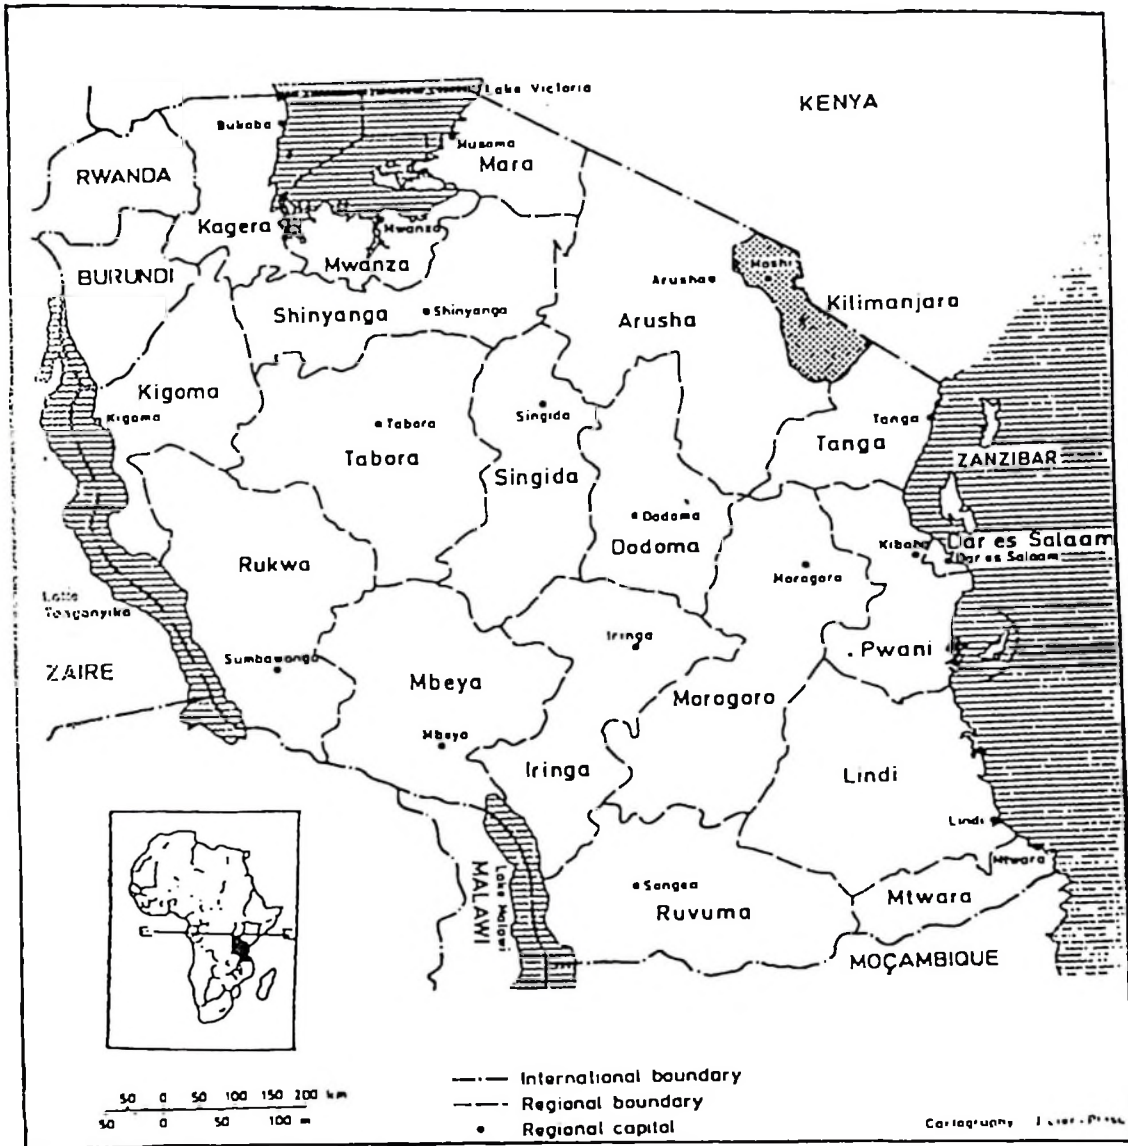 Lake Victoria
KENYA
Bukoba
Musoma
Mara
RWANDA
Kagera
Mwanza
Mwanza
BURUNDI
Moshi
Arusha
Kilimanjaro
Shinyanga
Shinyanga
Arusha
Kigoma
Kigoma
Singida
Tabora
Tanga
Tanga
Tabora
Singida
ZANZIBAR
Dodoma
Dodoma
Dar es Salaam
Kibaha
Dar es Salaam
Rukwa
Morogoro
Lake
Tanganyika
Iringa
Pwani
ZAIRE
Sumbawanga
Mbeya
Morogoro
Mbeya
Iringa
Lindi
Lindi
Mtwara
MALAWI
Lake Malawi
Songea
Ruvuma
Mtwara
MOÇAMBIQUE
E E
50 0 50 100 150 200 km
50 0 50 100 m
International boundary
Regional boundary
Regional capital
Cartography